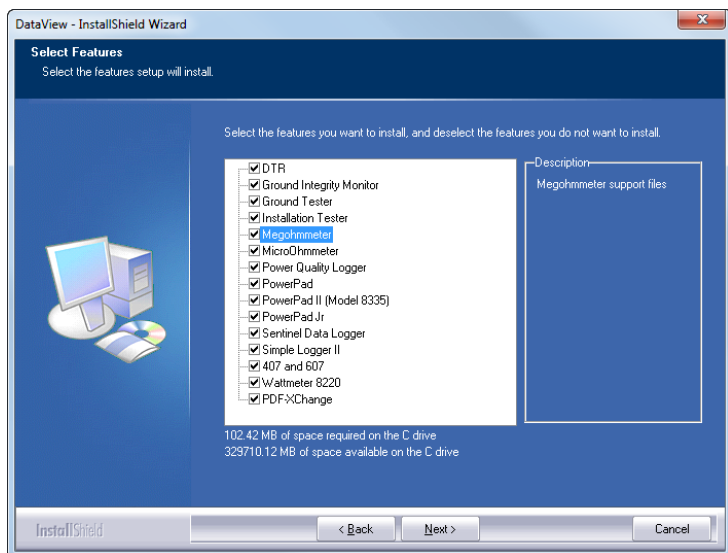 DataView - InstallShield Wizard
Select Features
Select the features setup will install.
Select the features you want to install, and deselect the features you do not want to install.
DTR
Ground Integrity Monitor
Ground Tester
Installation Tester
Megohmmeter
MicroOhmmeter
Power Quality Logger
PowerPad
PowerPad II (Model 8335)
PowerPad Jr
Sentinel Data Logger
Simple Logger II
407 and 607
Wattmeter 8220
PDF-XChange
Description
Megohmmeter support files
102.42 MB of space required on the C drive
329710.12 MB of space available on the C drive
InstallShield
< Back
Next >
Cancel